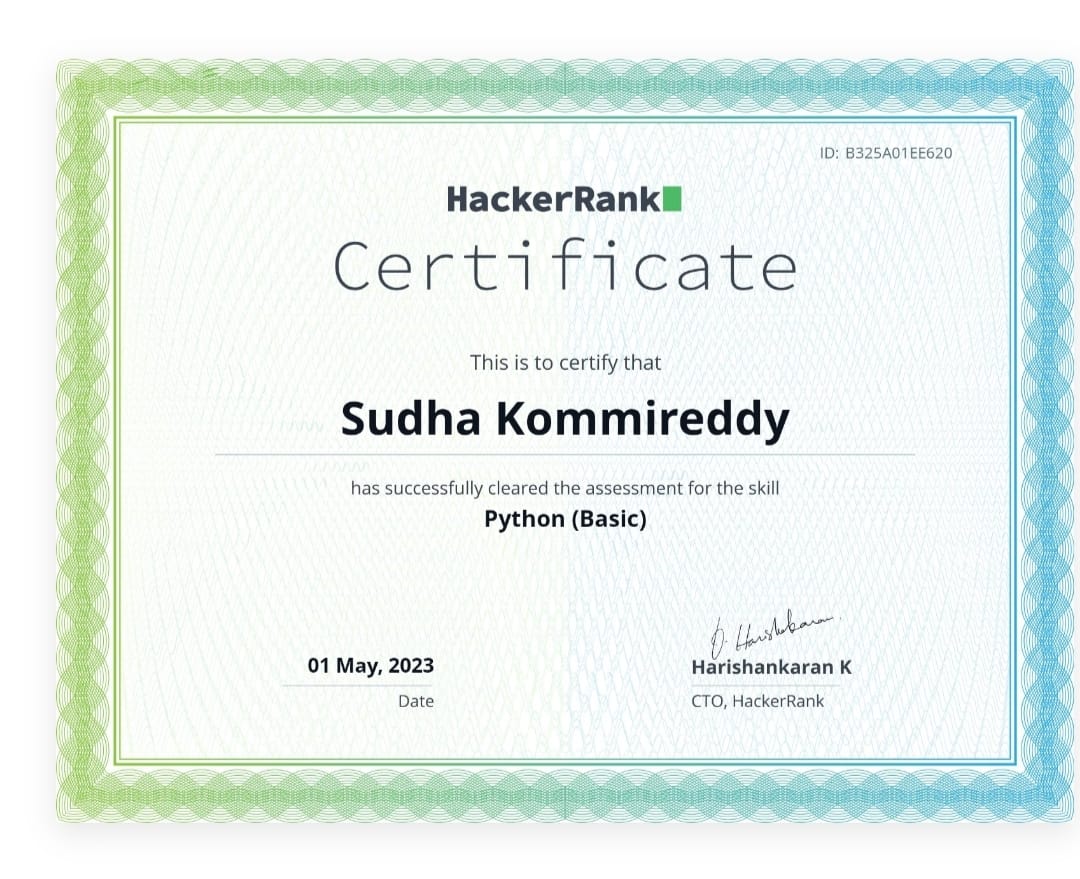 ID: B325A01EE620
HackerRank
Certificate
This is to certify that
Sudha Kommireddy
has successfully cleared the assessment for the skill
Python (Basic)
01 May, 2023
Date
Harishankaran K
CTO, HackerRank